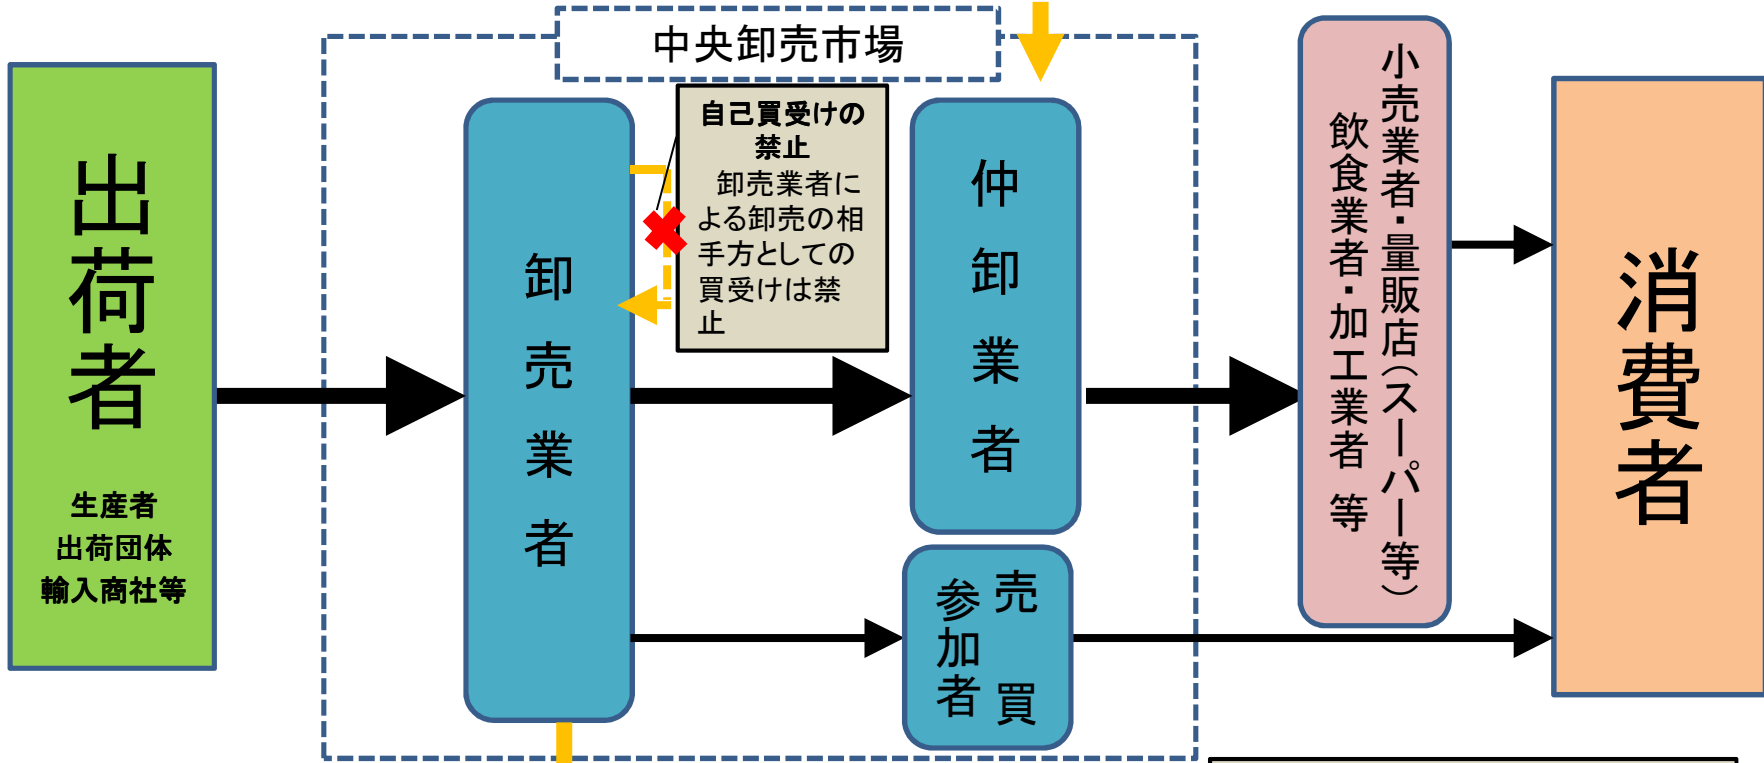 中央卸売市場
出荷者
生産者
出荷団体
輸入商社等
卸売業者
自己買受けの
禁止
卸売業者に
よる卸売の相
手方としての
買受けは禁
止
仲卸業者
売買
参加者
小売業者・量販店（スーパー等）
飲食業者・加工業者 等
消費者